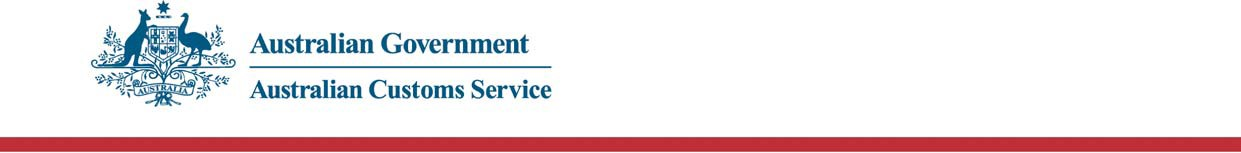 AUSTRALIA
Australian Government
Australian Customs Service